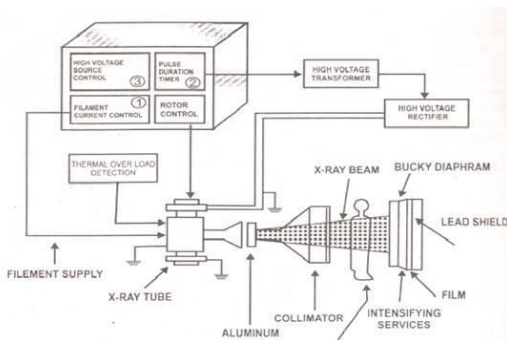 HIGH VOLTAGE
SOURCE
CONTROL
③
PULSE
DURATION
TIMER
②
①
FILAMENT
CURRENT CONTROL
ROTOR
CONTROL
HIGH VOLTAGE
TRANSFORMER
HIGH VOLTAGE
RECTIFIER
THERMAL OVER LOAD
DETECTION
X-RAY BEAM
BUCKY DIAPHRAM
LEAD SHIELD
FILEMENT SUPPLY
X-RAY TUBE
ALUMINUM
COLLIMATOR
INTENSIFYING
SERVICES
FILM